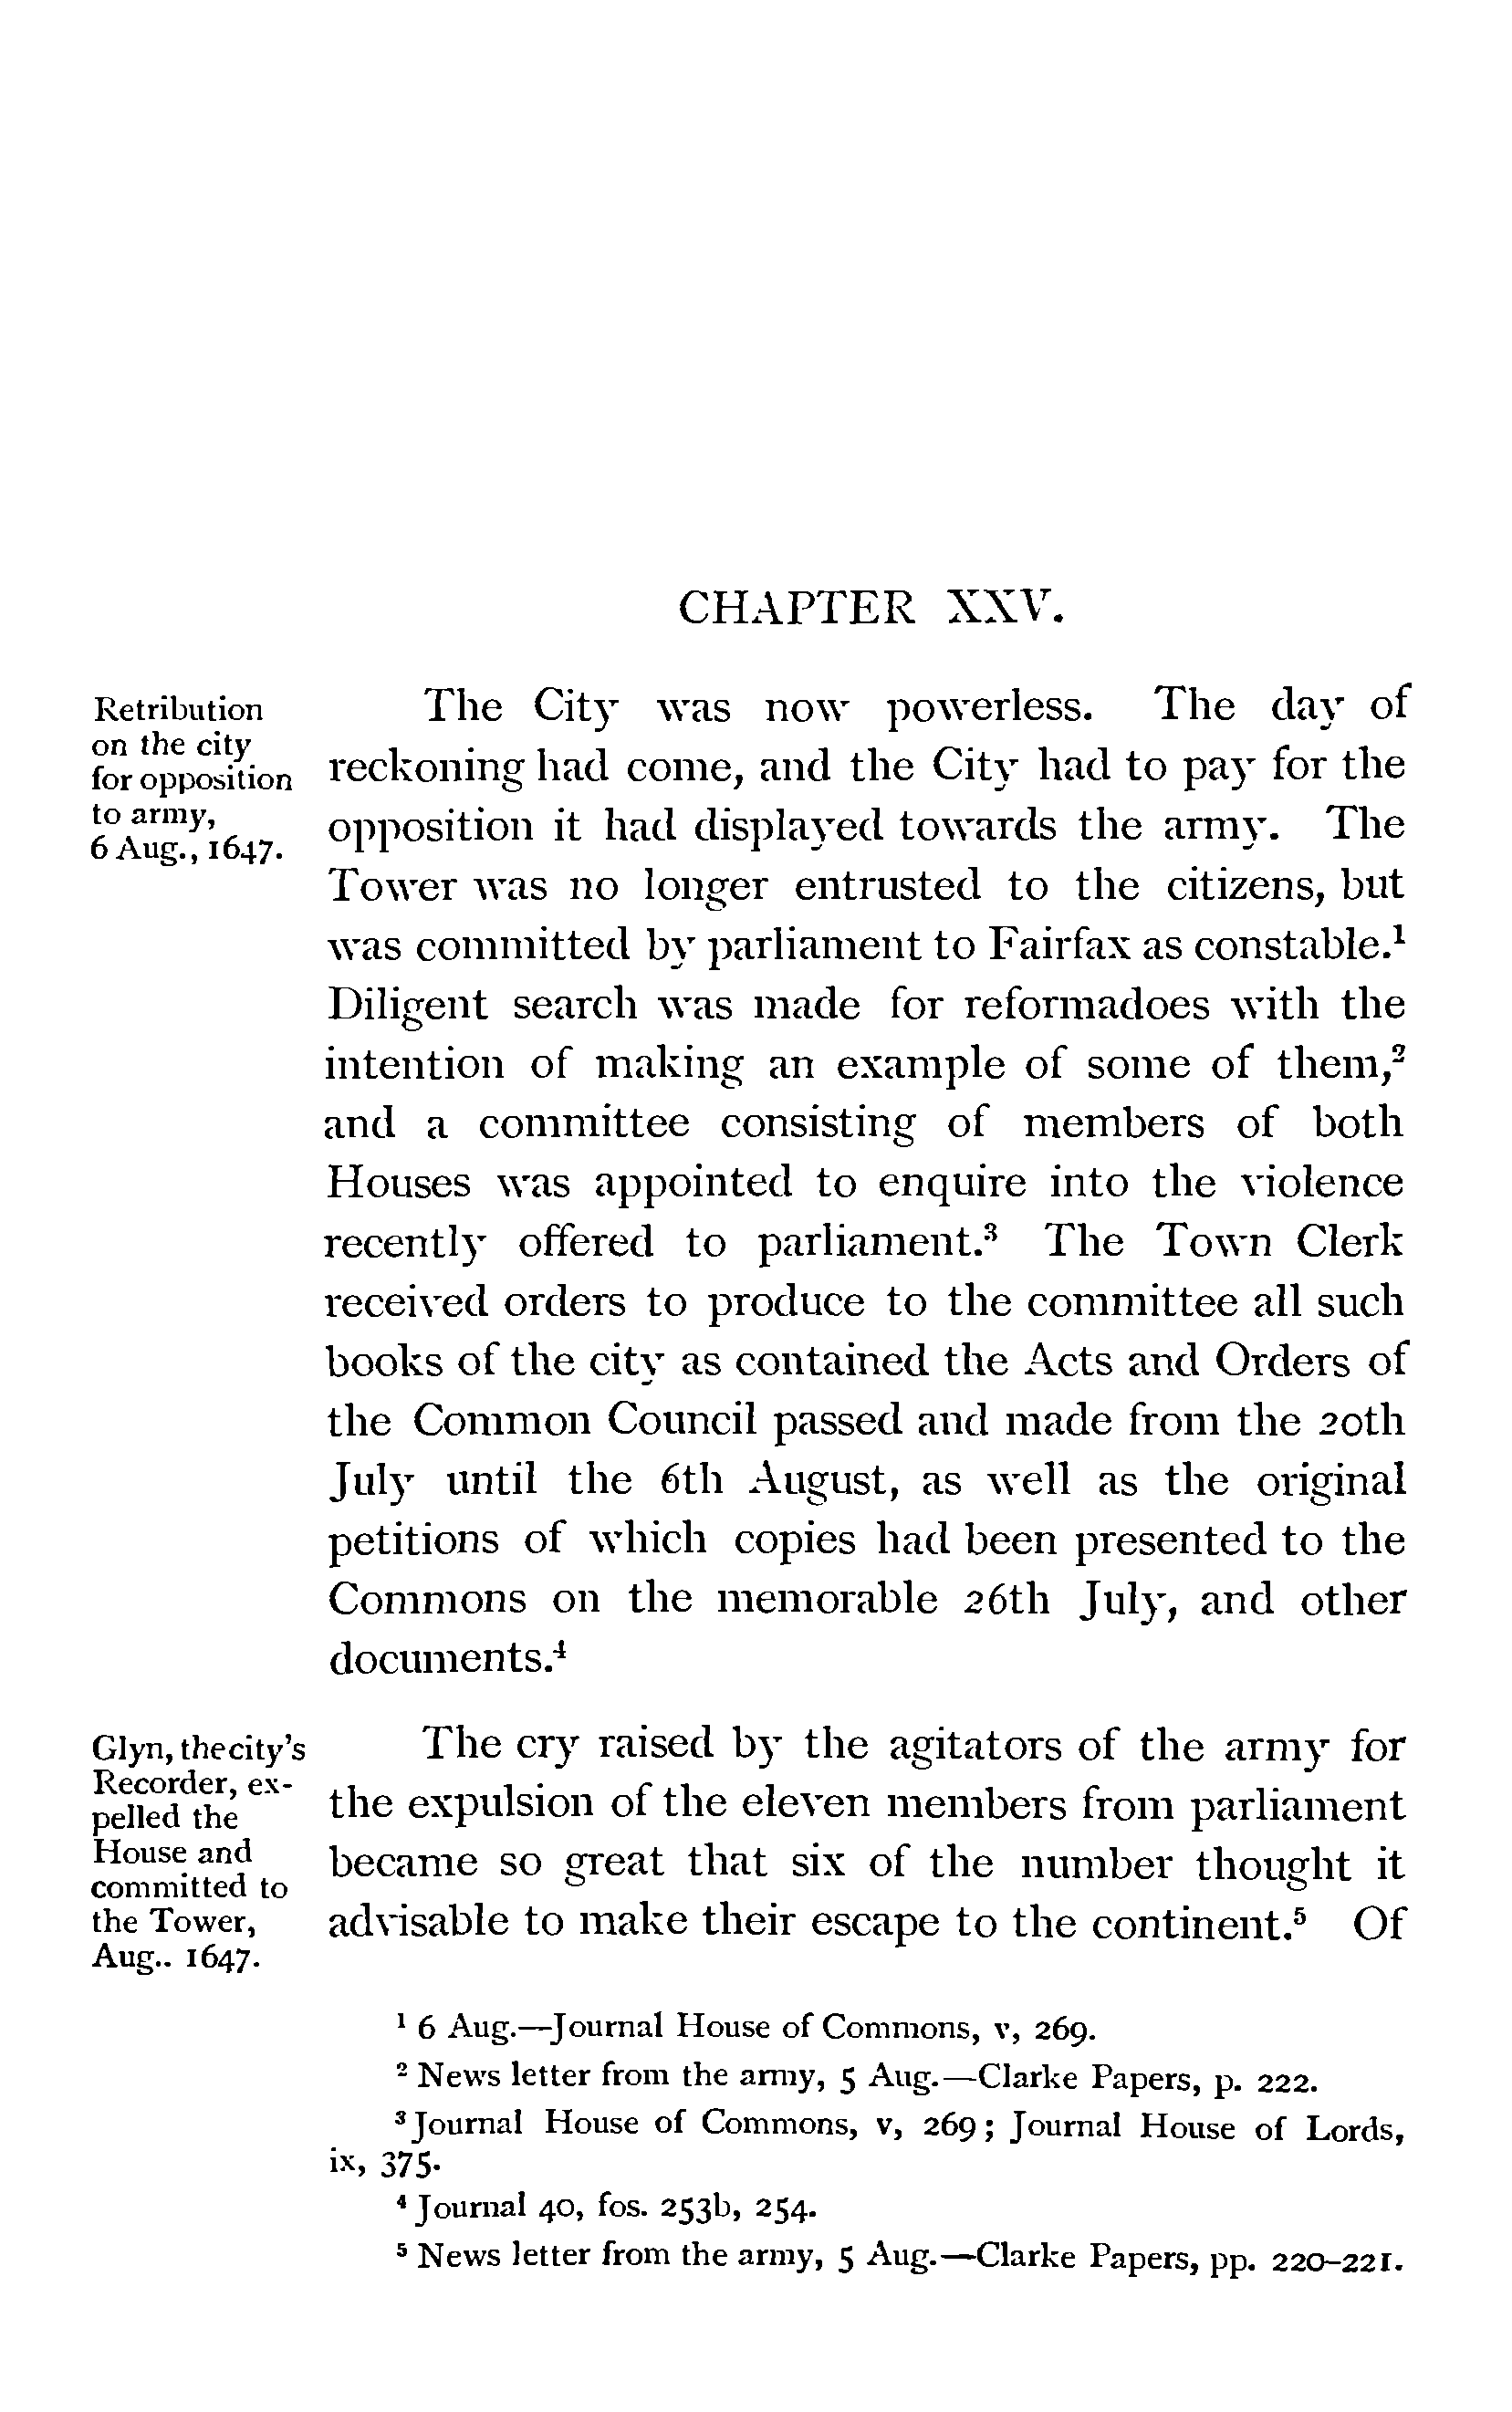 CHAPTER XXV.
Retribution
on the city
for opposition
to army,
6 Aug., 1647.
The City was now powerless. The day of
reckoning had come, and the City had to pay for the
opposition it had displayed towards the army. The
Tower was no longer entrusted to the citizens, but
was committed by parliament to Fairfax as constable.¹
Diligent search was made for reformadoes with the
intention of making an example of some of them,²
and a committee consisting of members of both
Houses was appointed to enquire into the violence
recently offered to parliament.³ The Town Clerk
received orders to produce to the committee all such
books of the city as contained the Acts and Orders of
the Common Council passed and made from the 20th
July until the 6th August, as well as the original
petitions of which copies had been presented to the
Commons on the memorable 26th July, and other
documents.⁴
Glyn, the city's
Recorder, ex-
pelled the
House and
committed to
the Tower,
Aug.. 1647.
The cry raised by the agitators of the army for
the expulsion of the eleven members from parliament
became so great that six of the number thought it
advisable to make their escape to the continent.⁵ Of
¹ 6 Aug.—Journal House of Commons, v, 269.
² News letter from the army, 5 Aug.—Clarke Papers, p. 222.
³ Journal House of Commons, v, 269; Journal House of Lords,
ix, 375.
⁴ Journal 40, fos. 253b, 254.
⁵ News letter from the army, 5 Aug.—Clarke Papers, pp. 220–221.